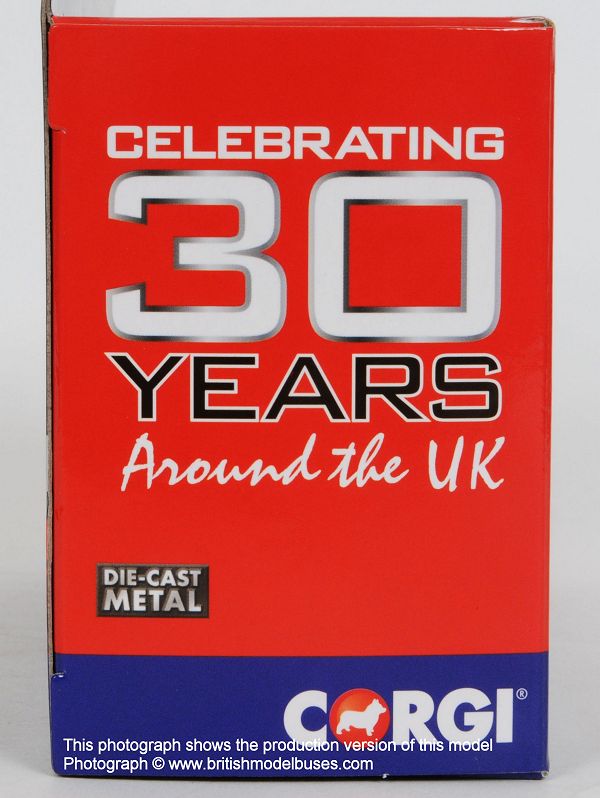 CELEBRATING
30
YEARS
Around the UK
DIE-CAST
METAL
CORGI®
This photograph shows the production version of this model
Photograph © www.britishmodelbuses.com